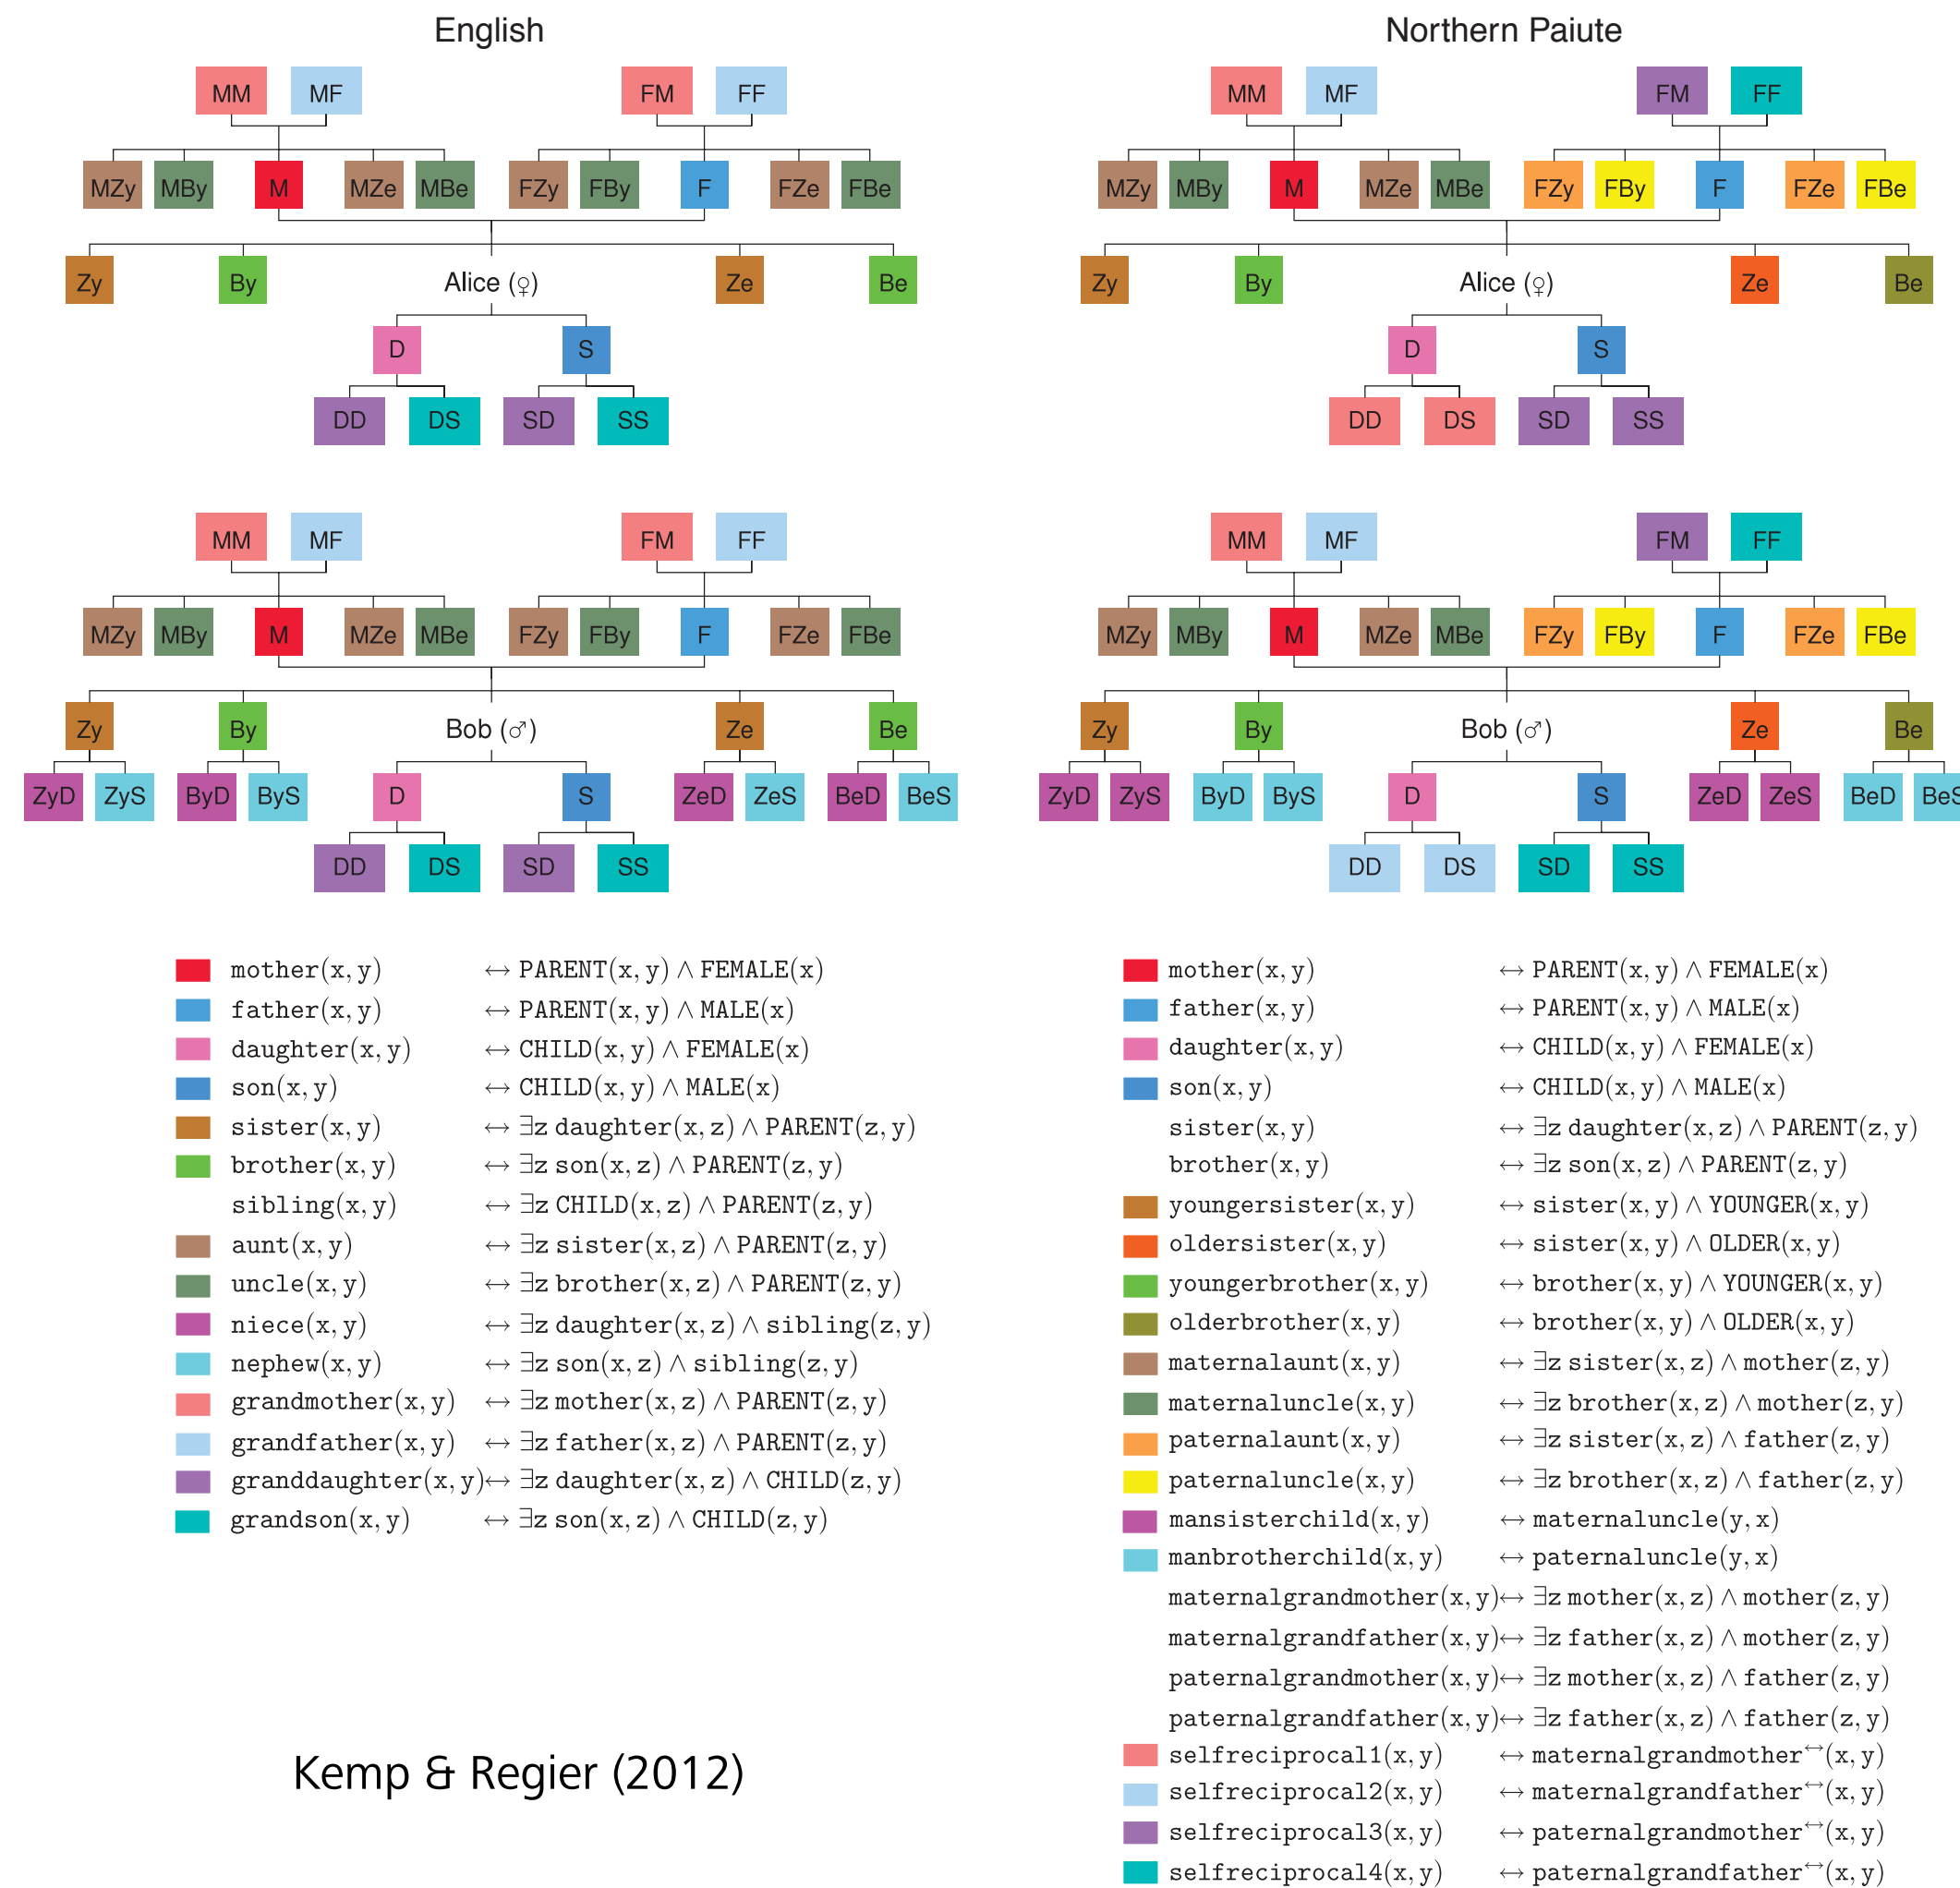 English
MM MF FM FF
MZy MBy M MZe MBe FZy FBy F FZe FBe
Zy By Alice (♀) Ze Be
D S
DD DS SD SS
MM MF FM FF
MZy MBy M MZe MBe FZy FBy F FZe FBe
Zy By Bob (♂) Ze Be
ZyD ZyS ByD ByS D S ZeD ZeS BeD BeS
DD DS SD SS
mother(x, y) ↔ PARENT(x, y) ∧ FEMALE(x)
father(x, y) ↔ PARENT(x, y) ∧ MALE(x)
daughter(x, y) ↔ CHILD(x, y) ∧ FEMALE(x)
son(x, y) ↔ CHILD(x, y) ∧ MALE(x)
sister(x, y) ↔ ∃z daughter(x, z) ∧ PARENT(z, y)
brother(x, y) ↔ ∃z son(x, z) ∧ PARENT(z, y)
sibling(x, y) ↔ ∃z CHILD(x, z) ∧ PARENT(z, y)
aunt(x, y) ↔ ∃z sister(x, z) ∧ PARENT(z, y)
uncle(x, y) ↔ ∃z brother(x, z) ∧ PARENT(z, y)
niece(x, y) ↔ ∃z daughter(x, z) ∧ sibling(z, y)
nephew(x, y) ↔ ∃z son(x, z) ∧ sibling(z, y)
grandmother(x, y) ↔ ∃z mother(x, z) ∧ PARENT(z, y)
grandfather(x, y) ↔ ∃z father(x, z) ∧ PARENT(z, y)
granddaughter(x, y) ↔ ∃z daughter(x, z) ∧ CHILD(z, y)
grandson(x, y) ↔ ∃z son(x, z) ∧ CHILD(z, y)
Kemp & Regier (2012)
Northern Paiute
MM MF FM FF
MZy MBy M MZe MBe FZy FBy F FZe FBe
Zy By Alice (♀) Ze Be
D S
DD DS SD SS
MM MF FM FF
MZy MBy M MZe MBe FZy FBy F FZe FBe
Zy By Bob (♂) Ze Be
ZyD ZyS ByD ByS D S ZeD ZeS BeD BeS
DD DS SD SS
mother(x, y) ↔ PARENT(x, y) ∧ FEMALE(x)
father(x, y) ↔ PARENT(x, y) ∧ MALE(x)
daughter(x, y) ↔ CHILD(x, y) ∧ FEMALE(x)
son(x, y) ↔ CHILD(x, y) ∧ MALE(x)
sister(x, y) ↔ ∃z daughter(x, z) ∧ PARENT(z, y)
brother(x, y) ↔ ∃z son(x, z) ∧ PARENT(z, y)
youngersister(x, y) ↔ sister(x, y) ∧ YOUNGER(x, y)
oldersister(x, y) ↔ sister(x, y) ∧ OLDER(x, y)
youngerbrother(x, y) ↔ brother(x, y) ∧ YOUNGER(x, y)
olderbrother(x, y) ↔ brother(x, y) ∧ OLDER(x, y)
maternalaunt(x, y) ↔ ∃z sister(x, z) ∧ mother(z, y)
maternaluncle(x, y) ↔ ∃z brother(x, z) ∧ mother(z, y)
paternalaunt(x, y) ↔ ∃z sister(x, z) ∧ father(z, y)
paternaluncle(x, y) ↔ ∃z brother(x, z) ∧ father(z, y)
mansisterchild(x, y) ↔ maternaluncle(y, x)
manbrotherchild(x, y) ↔ paternaluncle(y, x)
maternalgrandmother(x, y) ↔ ∃z mother(x, z) ∧ mother(z, y)
maternalgrandfather(x, y) ↔ ∃z father(x, z) ∧ mother(z, y)
paternalgrandmother(x, y) ↔ ∃z mother(x, z) ∧ father(z, y)
paternalgrandfather(x, y) ↔ ∃z father(x, z) ∧ father(z, y)
selfreciprocal1(x, y) ↔ maternalgrandmother↔(x, y)
selfreciprocal2(x, y) ↔ maternalgrandfather↔(x, y)
selfreciprocal3(x, y) ↔ paternalgrandmother↔(x, y)
selfreciprocal4(x, y) ↔ paternalgrandfather↔(x, y)